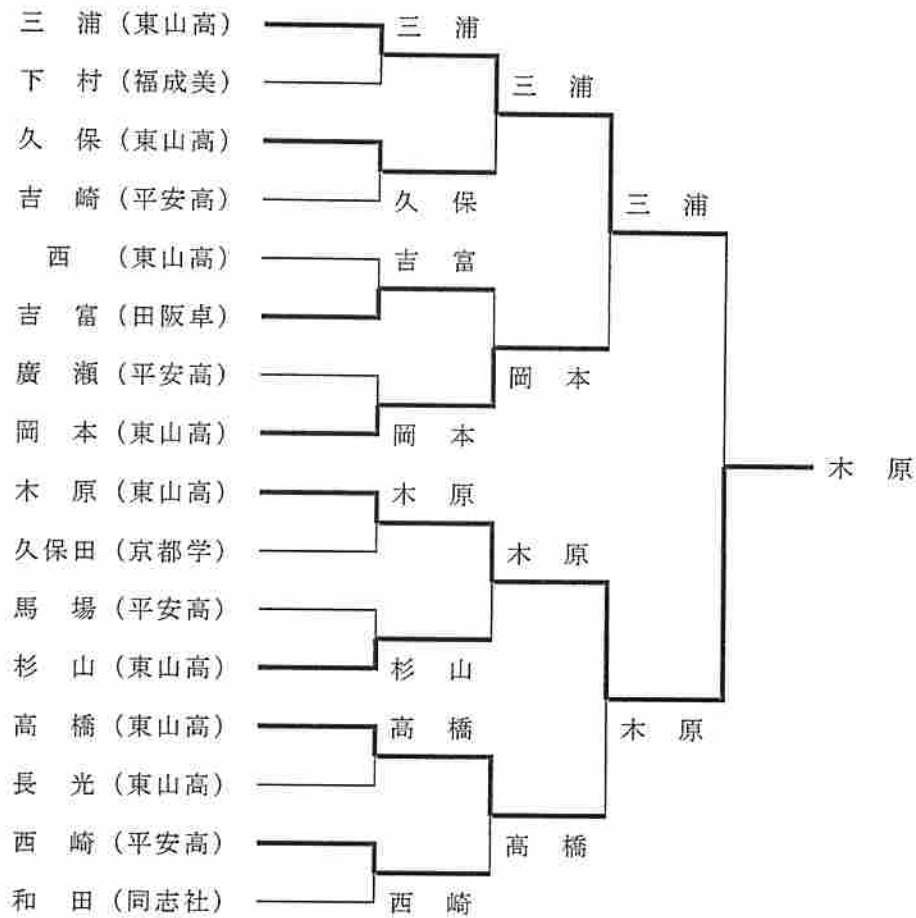 三 浦 (東山高)
三 浦
下 村 (福成美)
三 浦
久 保 (東山高)
吉 崎 (平安高)
久 保
三 浦
西 (東山高)
吉 富
吉 富 (田阪卓)
廣 瀬 (平安高)
岡 本
岡 本 (東山高)
岡 本
木 原
木 原 (東山高)
木 原
久保田 (京都学)
木 原
馬 場 (平安高)
杉 山 (東山高)
杉 山
高 橋 (東山高)
高 橋
木 原
長 光 (東山高)
西 崎 (平安高)
高 橋
和 田 (同志社)
西 崎